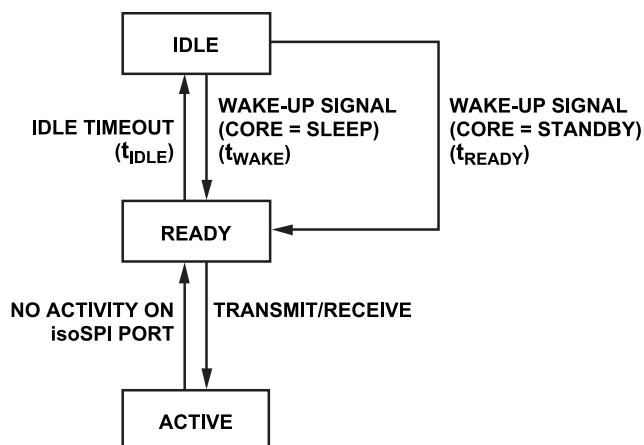 IDLE
IDLE TIMEOUT
(tIDLE)
WAKE-UP SIGNAL
(CORE = SLEEP)
(tWAKE)
WAKE-UP SIGNAL
(CORE = STANDBY)
(tREADY)
READY
NO ACTIVITY ON
isoSPI PORT
TRANSMIT/RECEIVE
ACTIVE